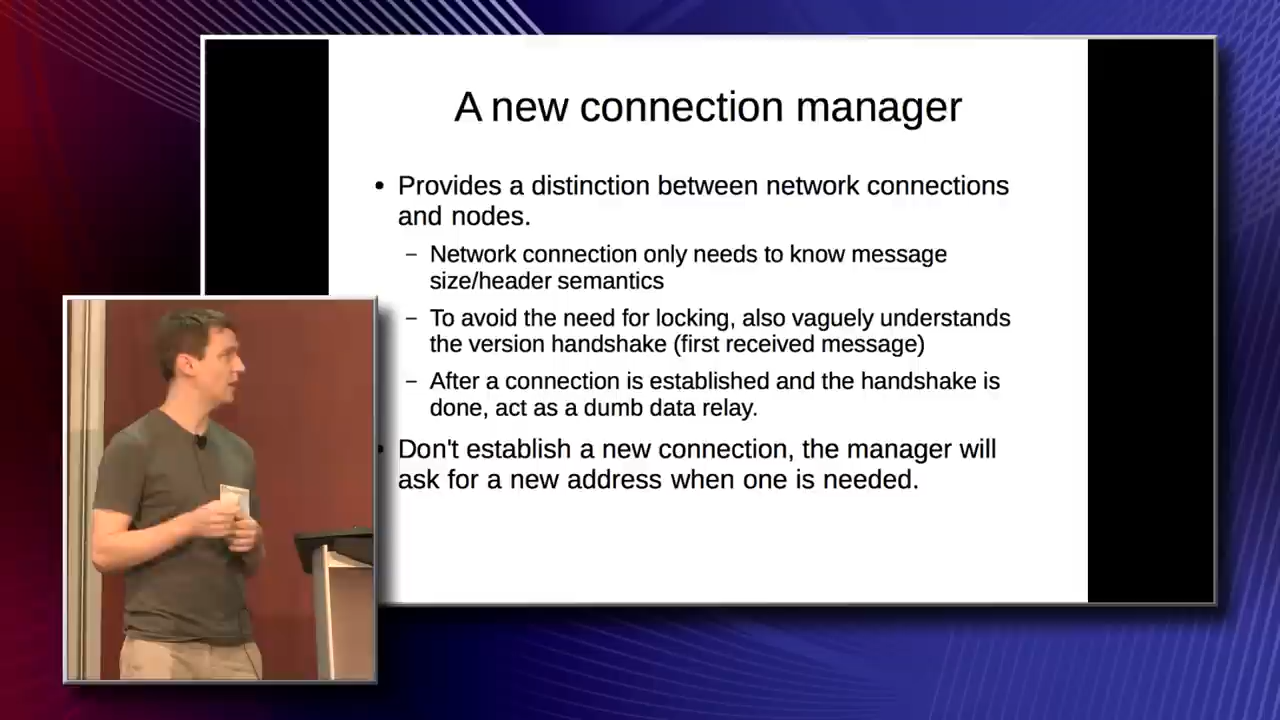 A new connection manager
• Provides a distinction between network connections
and nodes.
– Network connection only needs to know message
size/header semantics
– To avoid the need for locking, also vaguely understands
the version handshake (first received message)
– After a connection is established and the handshake is
done, act as a dumb data relay.
• Don't establish a new connection, the manager will
ask for a new address when one is needed.